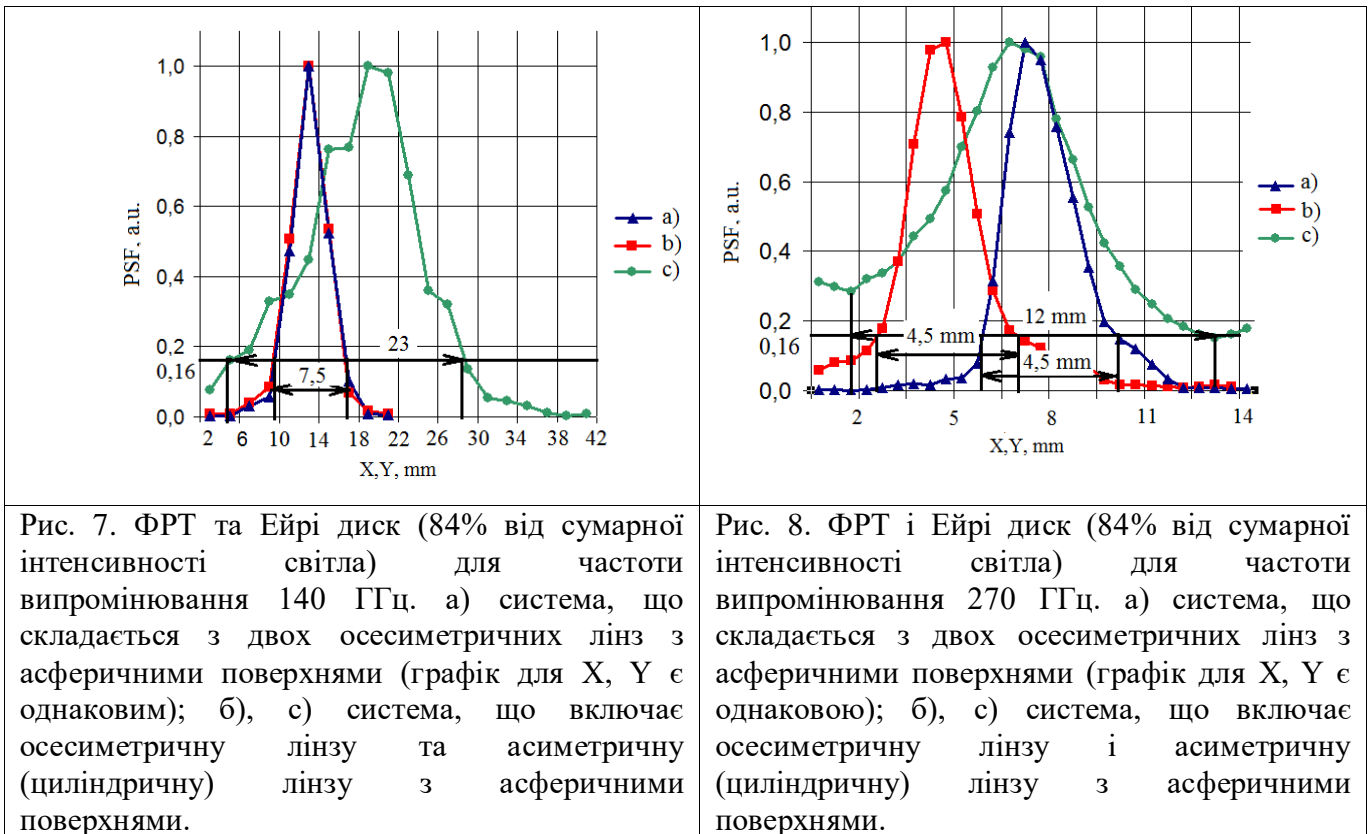 1,0
0,8
0,6
0,4
0,2
0,16
0,0
PSF, a.u.
23
7,5
2 6 10 14 18 22 26 30 34 38 42
X,Y, mm
a)
b)
c)
1,0
0,8
0,6
0,4
0,2
0,16
0,0
PSF, a.u.
12 mm
4,5 mm
4,5 mm
2 5 8 11 14
X,Y, mm
a)
b)
c)
Рис. 7. ФРТ та Ейрі диск (84% від сумарної
інтенсивності світла) для частоти
випромінювання 140 ГГц. а) система, що
складається з двох осесиметричних лінз з
асферичними поверхнями (графік для X, Y є
однаковим); б), с) система, що включає
осесиметричну лінзу та асиметричну
(циліндричну) лінзу з асферичними
поверхнями.
Рис. 8. ФРТ і Ейрі диск (84% від сумарної
інтенсивності світла) для частоти
випромінювання 270 ГГц. а) система, що
складається з двох осесиметричних лінз з
асферичними поверхнями (графік для X, Y є
однаковою); б), с) система, що включає
осесиметричну лінзу і асиметричну
(циліндричну) лінзу з асферичними
поверхнями.